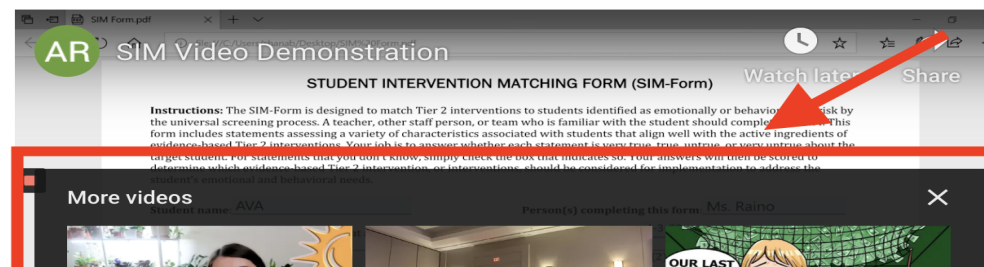 SIM Form.pdf
AR SIM Video Demonstration
Watch later Share
STUDENT INTERVENTION MATCHING FORM (SIM-Form)
Instructions: The SIM-Form is designed to match Tier 2 interventions to students identified as emotionally or
the universal screening process. A teacher, other staff person, or team who is familiar with the student should This
form includes statements assessing a variety of characteristics associated with students that align well with the active ingredients of
evidence-based Tier 2 interventions. Your job is to answer whether each statement is very true, true, untrue, or very untrue about the
target student. For statements that you don't know, simply check the box that indicates so. Your answers will then be scored to
determine which evidence-based Tier 2 intervention, or interventions, should be considered for implementation to address the
student's emotional and behavioral needs.
More videos
Student name: AVA Person(s) completing this form: Ms. Raino
OUR LAST